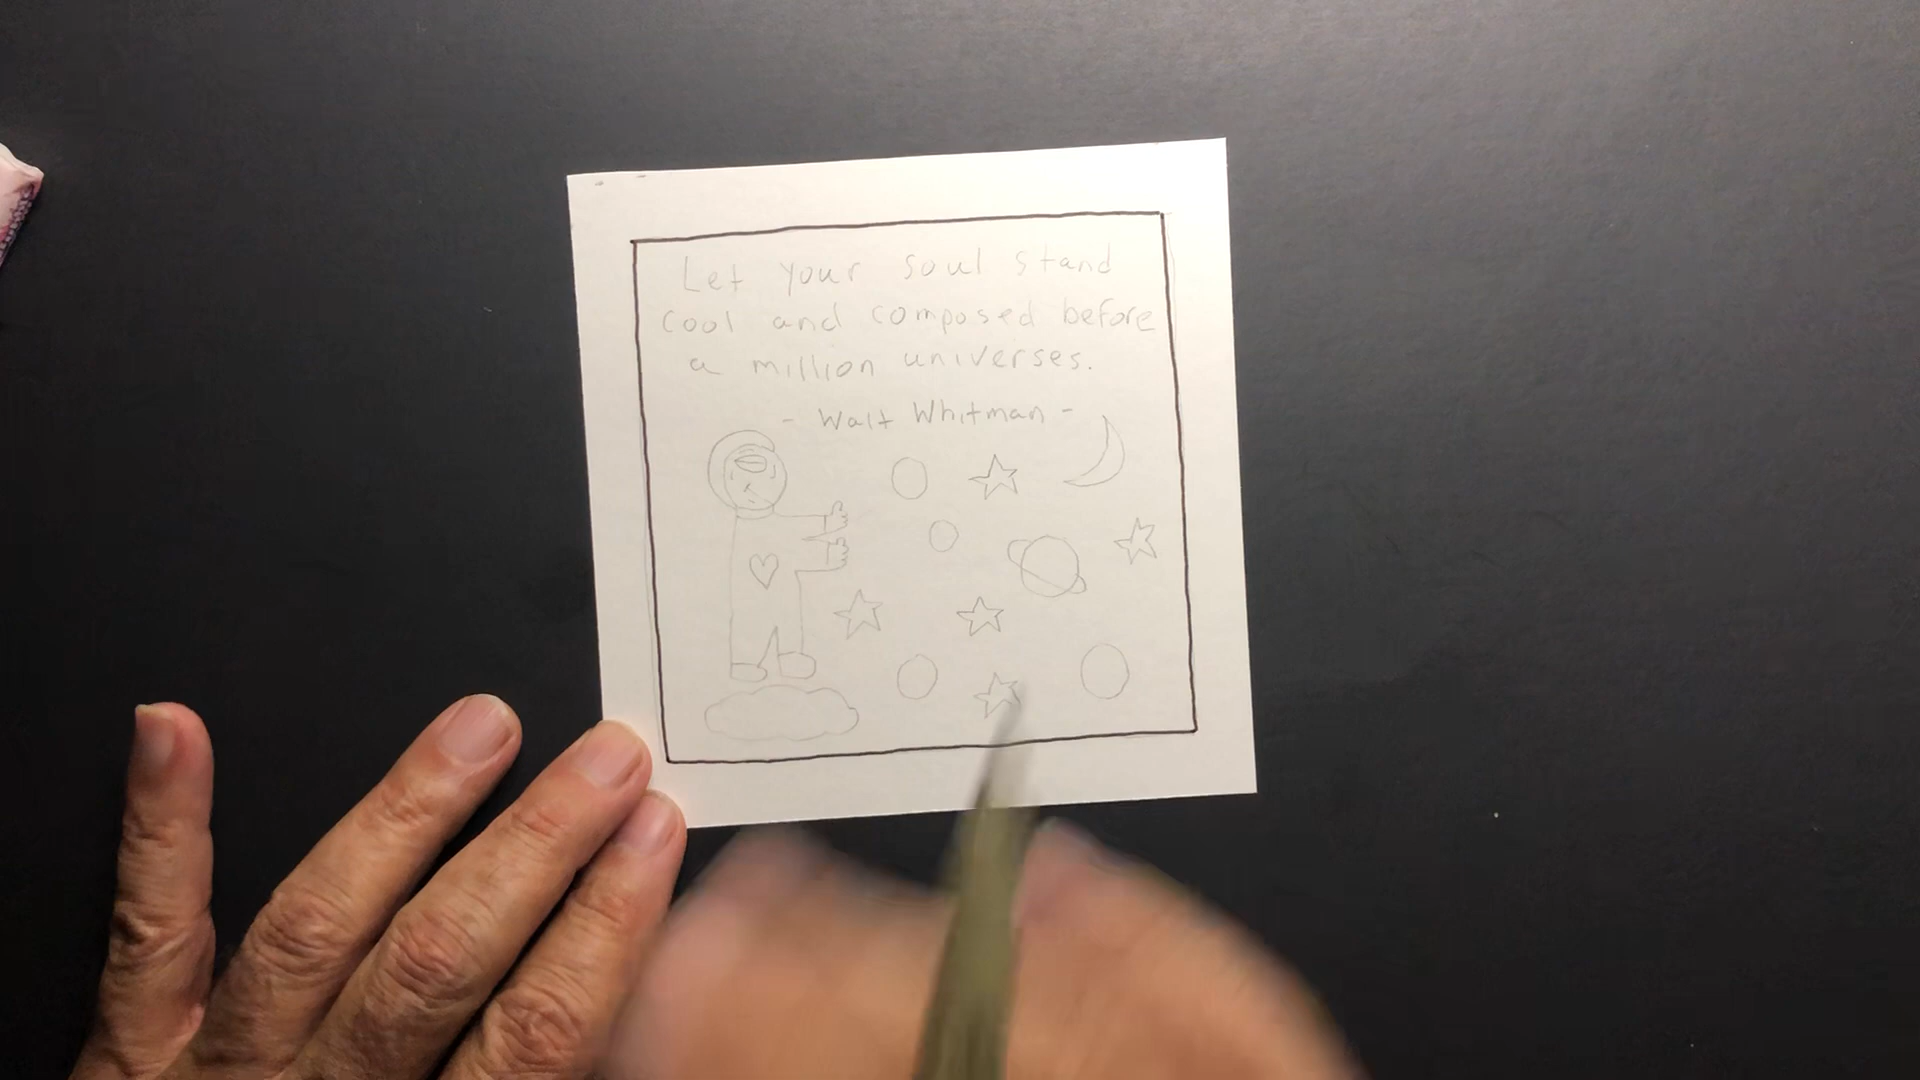 Let your soul stand
cool and composed before
a million universes.
- Walt Whitman -